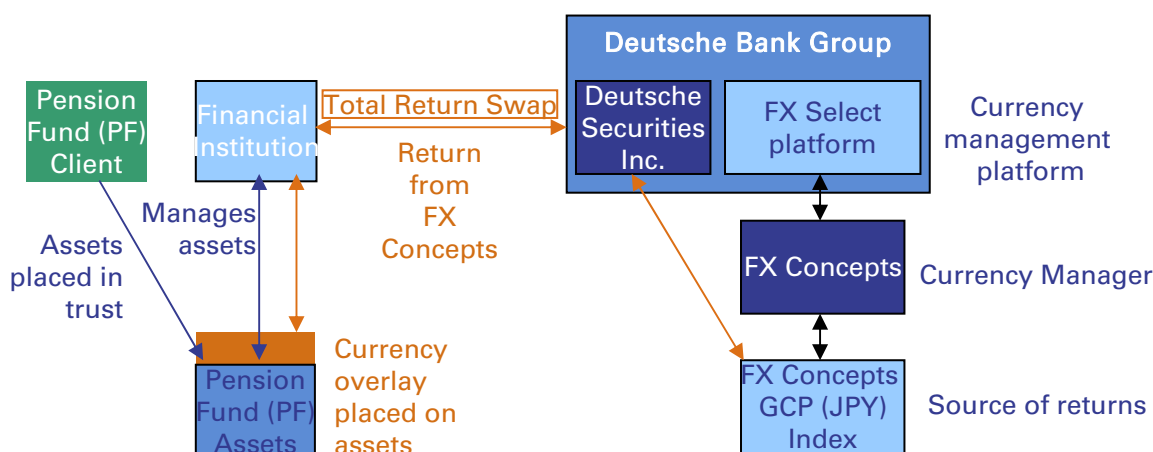 Deutsche Bank Group
Pension
Fund (PF)
Client
Financial
Institution
Total Return Swap
Deutsche
Securities
Inc.
FX Select
platform
Currency
management
platform
Return
from
FX
Concepts
Manages
assets
Assets
placed in
trust
FX Concepts
Currency Manager
Currency
overlay
placed on
assets
Pension
Fund (PF)
Assets
FX Concepts
GCP (JPY)
Index
Source of returns